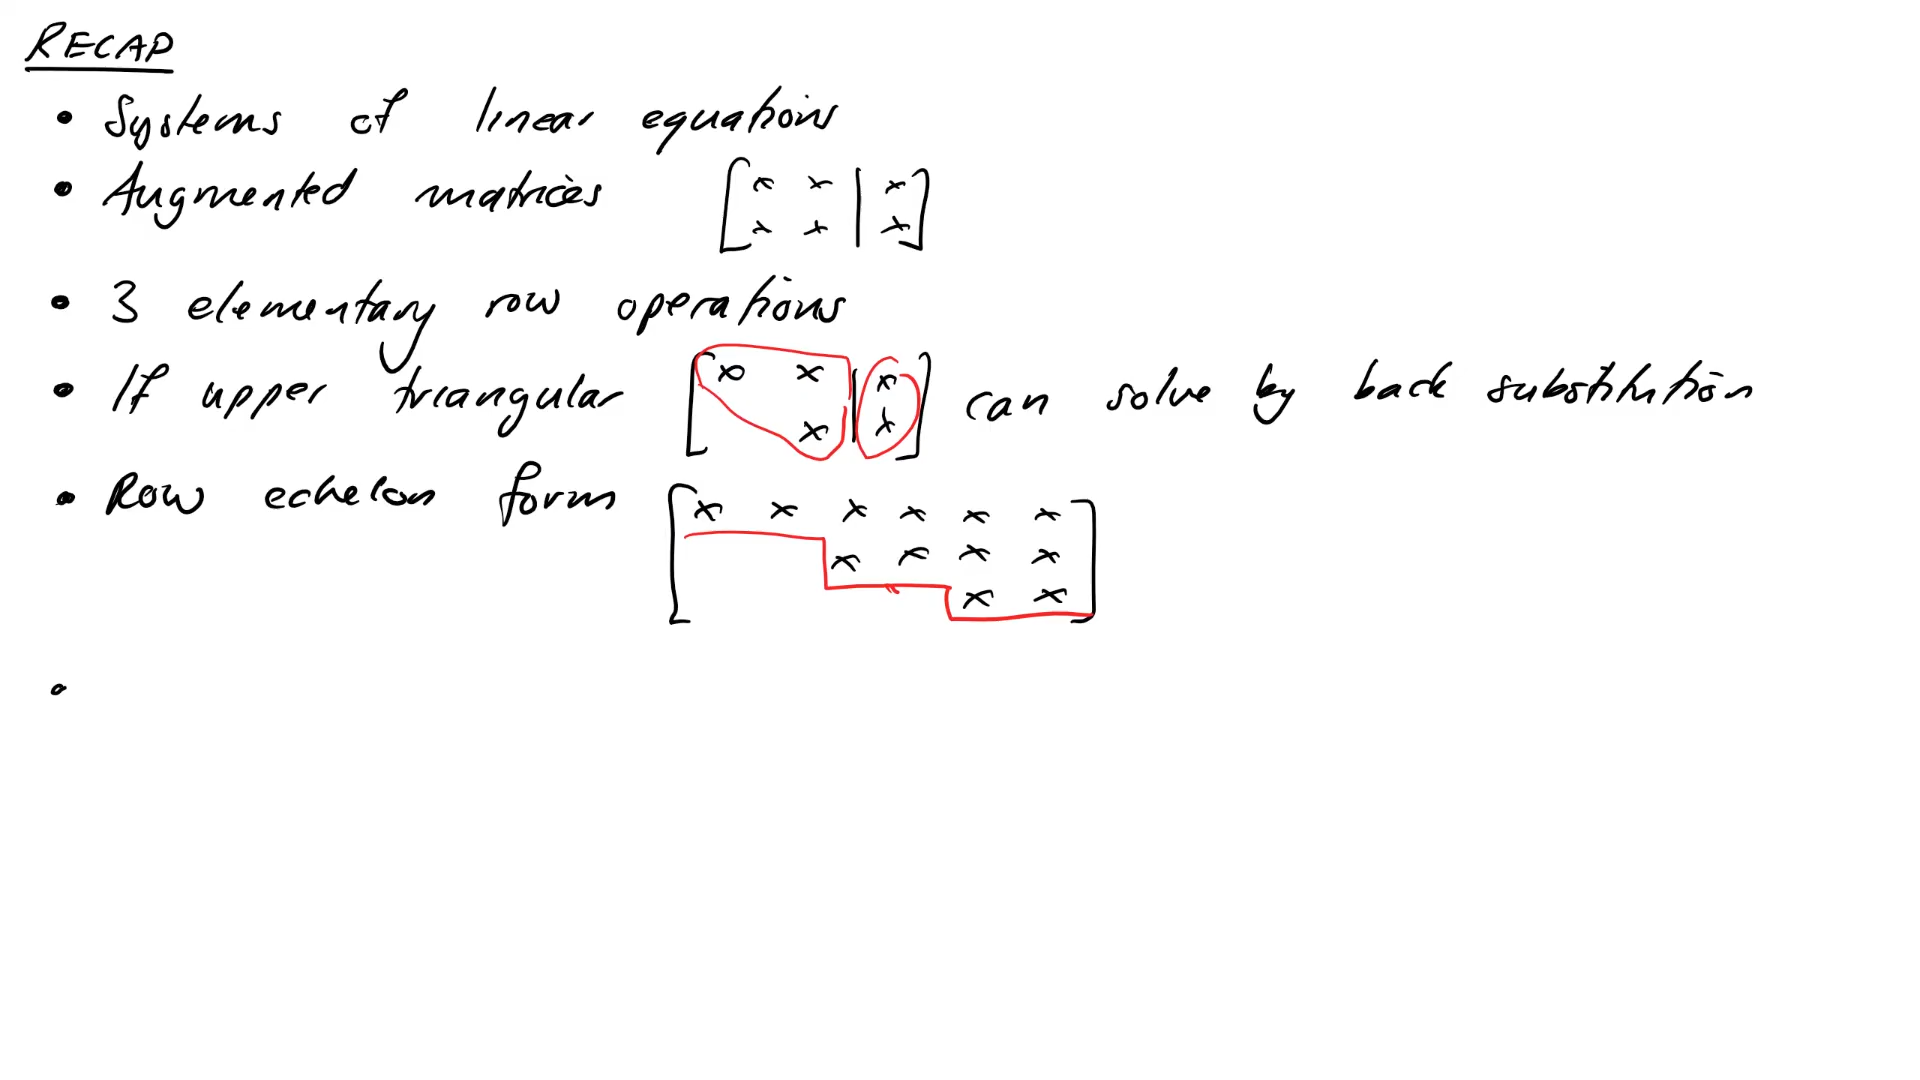 RECAP
• Systems of linear equations
• Augmented matrices [x x | x
x x | x]
• 3 elementary row operations
• If upper triangular [x x | x
x | x] can solve by back substitution
• Row echelon form [x x x x x x
x x x x
x x]
•